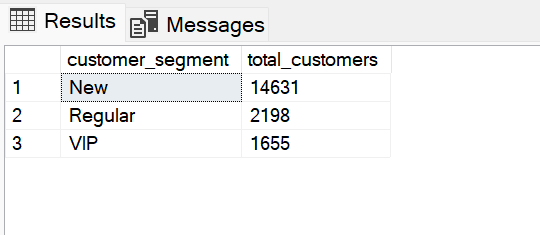 Results Messages
customer_segment total_customers
1 New 14631
2 Regular 2198
3 VIP 1655